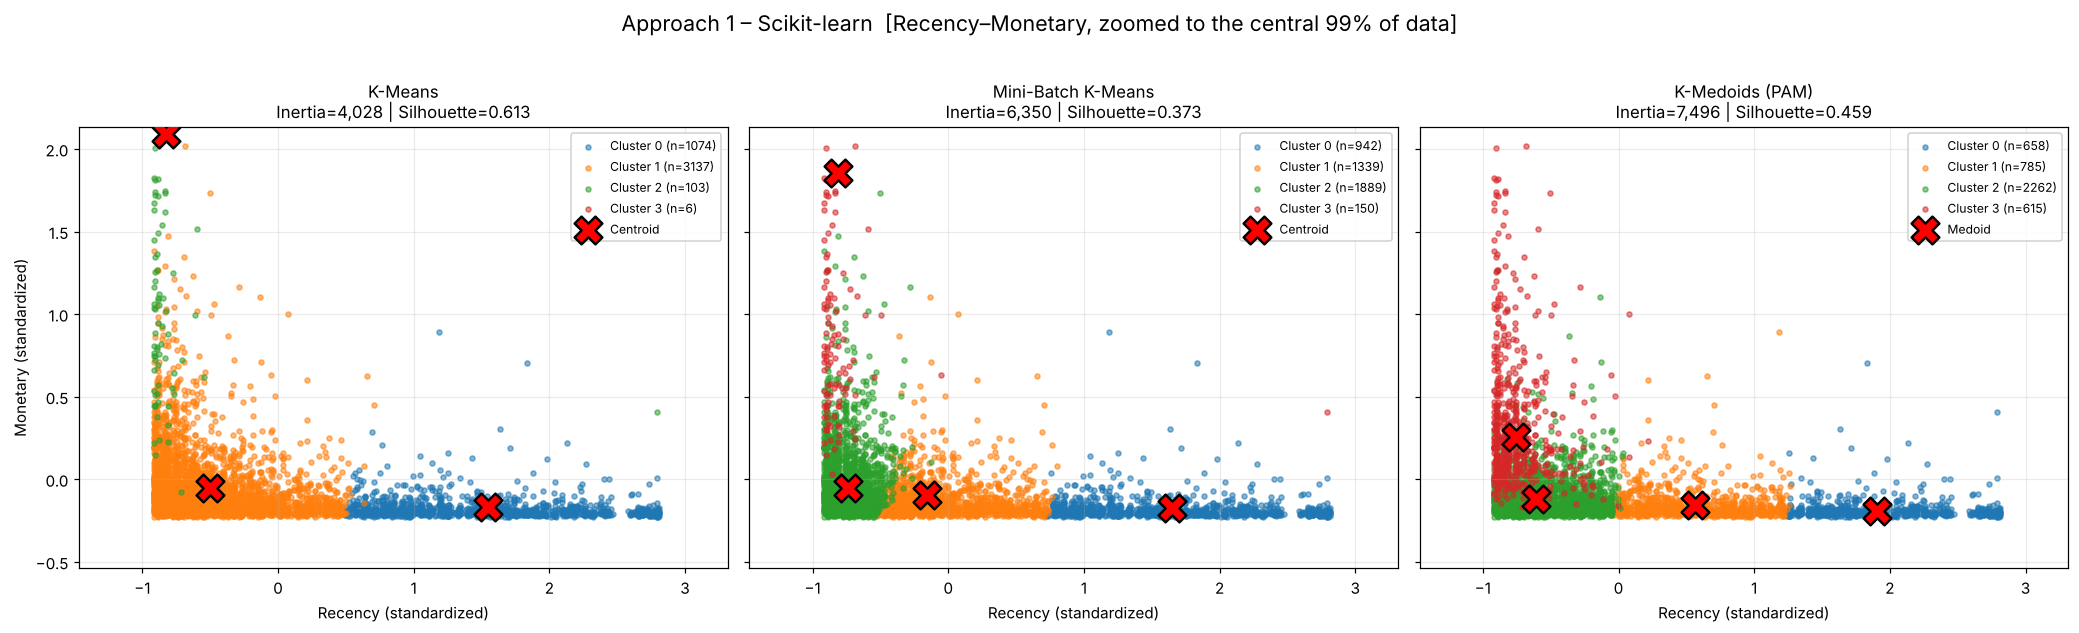 Approach 1 – Scikit-learn  [Recency–Monetary, zoomed to the central 99% of data]
K-Means
Inertia=4,028 | Silhouette=0.613
Cluster 0 (n=1074)
Cluster 1 (n=3137)
Cluster 2 (n=103)
Cluster 3 (n=6)
Centroid
2.0
1.5
1.0
0.5
0.0
−0.5
Monetary (standardized)
−1
0
1
2
3
Recency (standardized)
Mini-Batch K-Means
Inertia=6,350 | Silhouette=0.373
Cluster 0 (n=942)
Cluster 1 (n=1339)
Cluster 2 (n=1889)
Cluster 3 (n=150)
Centroid
−1
0
1
2
3
Recency (standardized)
K-Medoids (PAM)
Inertia=7,496 | Silhouette=0.459
Cluster 0 (n=658)
Cluster 1 (n=785)
Cluster 2 (n=2262)
Cluster 3 (n=615)
Medoid
−1
0
1
2
3
Recency (standardized)